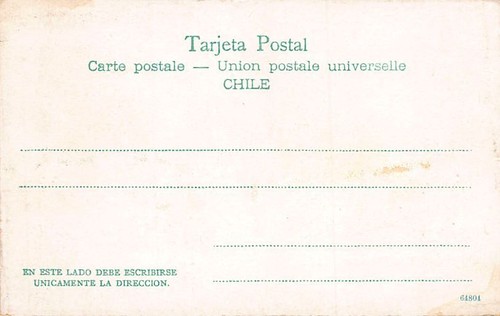 Tarjeta Postal
Carte postale — Union postale universelle
CHILE
EN ESTE LADO DEBE ESCRIBIRSE
UNICAMENTE LA DIRECCION.
64804